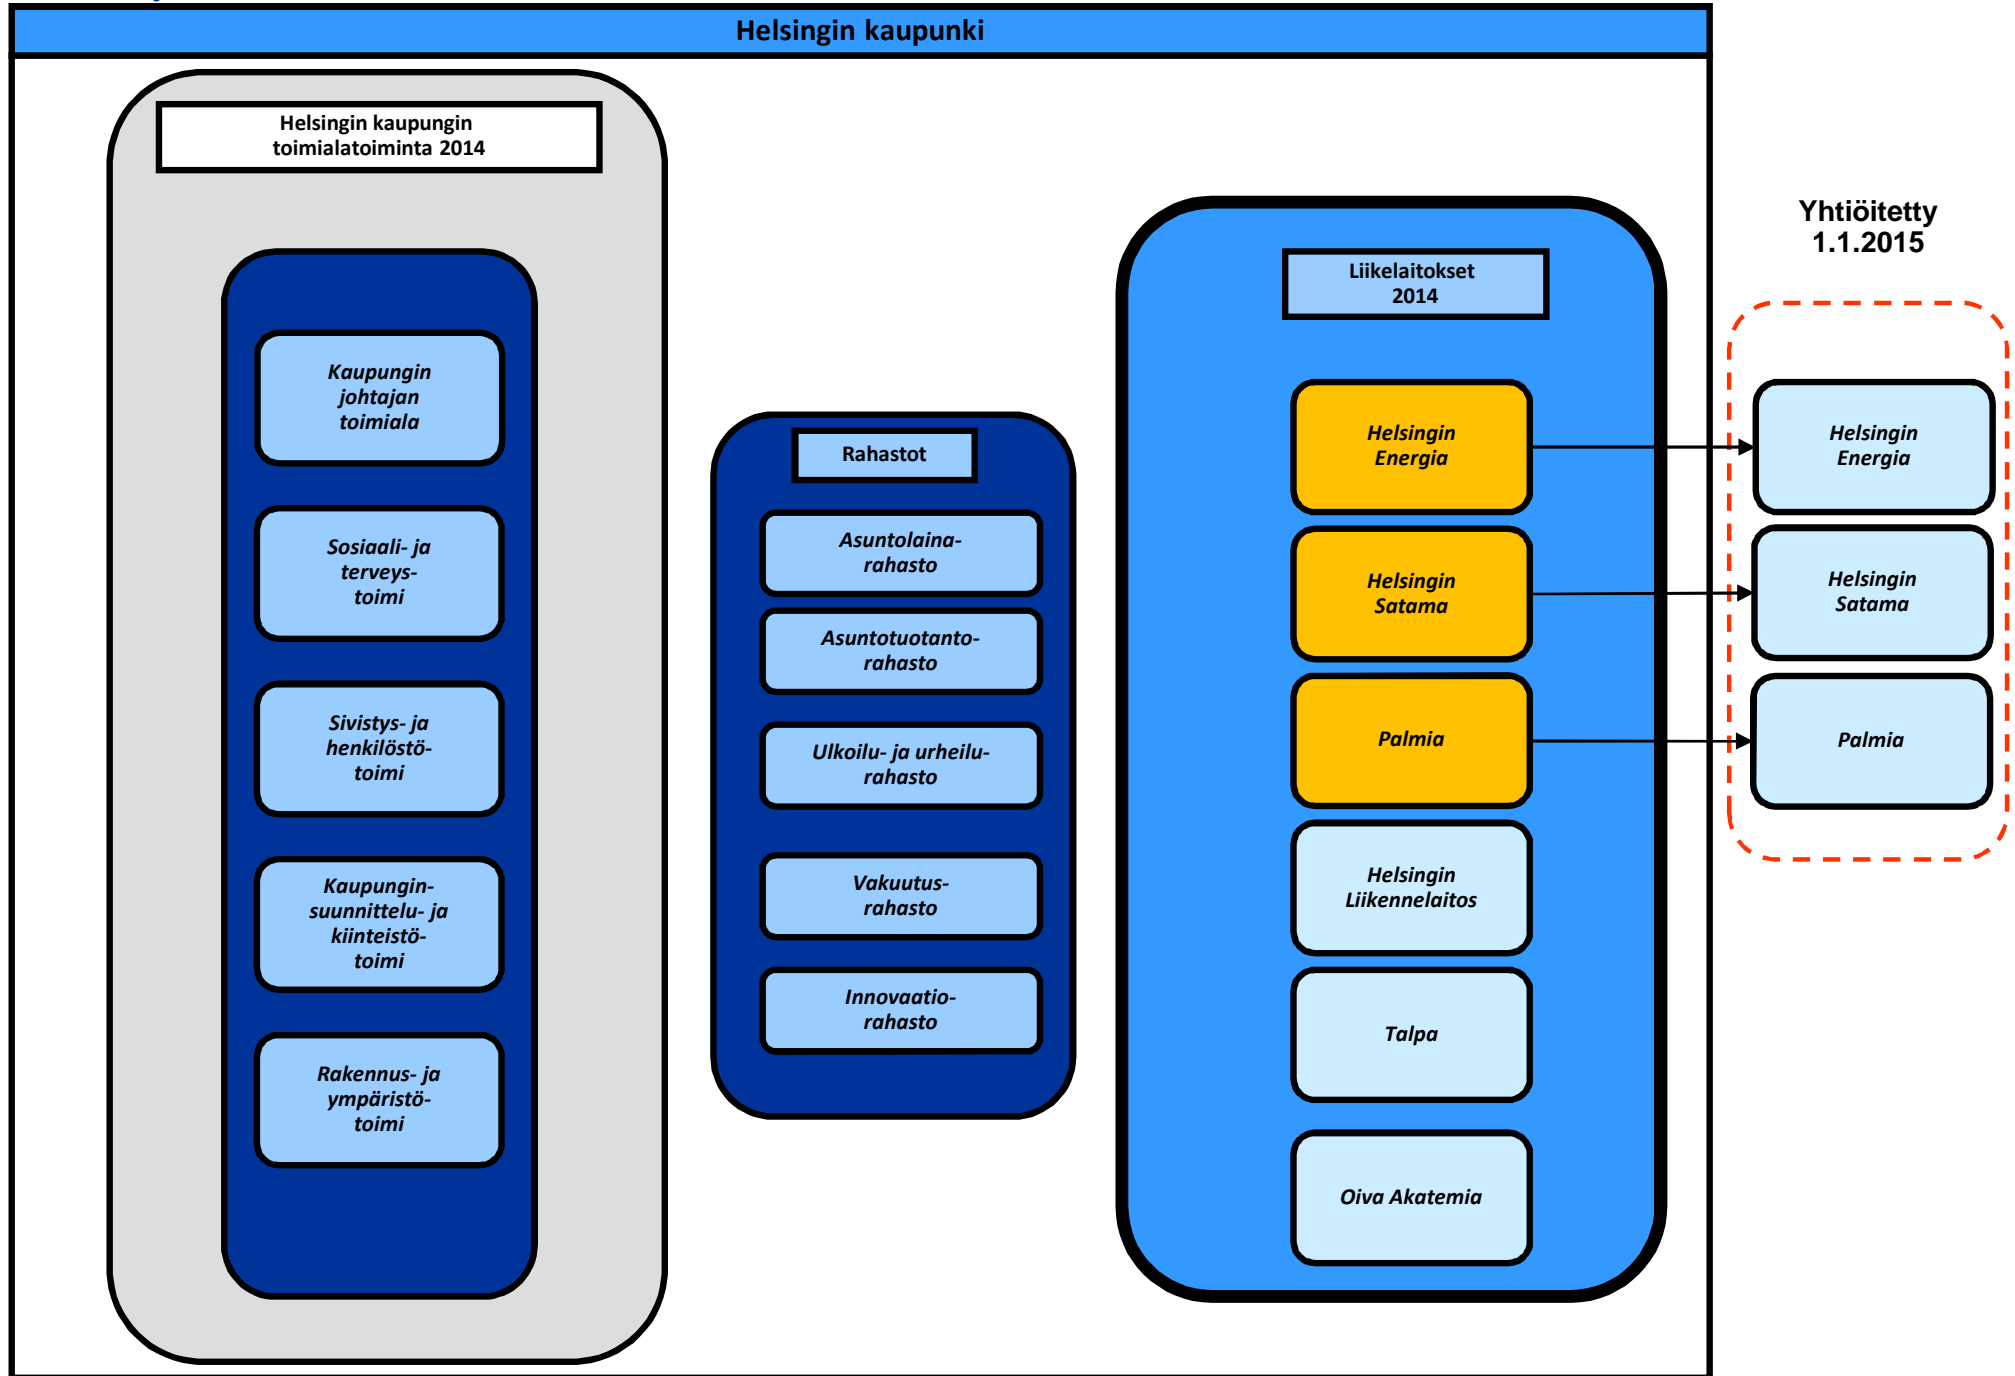 Helsingin kaupunki
Helsingin kaupungin
toimialatoiminta 2014
Kaupungin
johtajan
toimiala
Sosiaali- ja
terveys-
toimi
Sivistys- ja
henkilöstö-
toimi
Kaupungin-
suunnittelu- ja
kiinteistö-
toimi
Rakennus- ja
ympäristö-
toimi
Rahastot
Asuntolaina-
rahasto
Asuntotuotanto-
rahasto
Ulkoilu- ja urheilu-
rahasto
Vakuutus-
rahasto
Innovaatio-
rahasto
Liikelaitokset
2014
Helsingin
Energia
Helsingin
Satama
Palmia
Helsingin
Liikennelaitos
Talpa
Oiva Akatemia
Yhtiöitetty
1.1.2015
Helsingin
Energia
Helsingin
Satama
Palmia